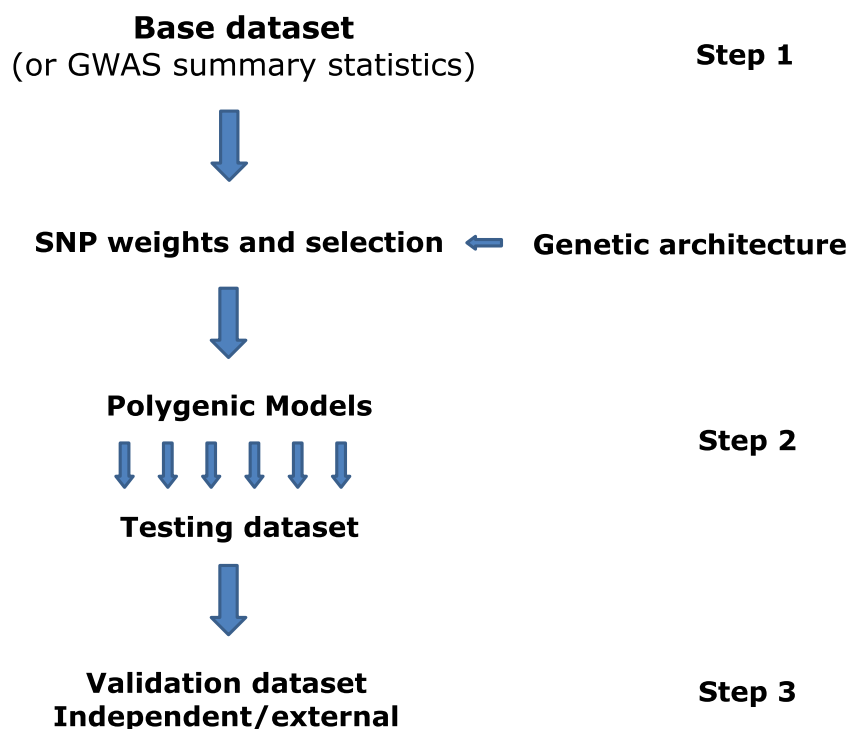 Base dataset
(or GWAS summary statistics)
Step 1
SNP weights and selection
Genetic architecture
Polygenic Models
Step 2
Testing dataset
Validation dataset
Independent/external
Step 3